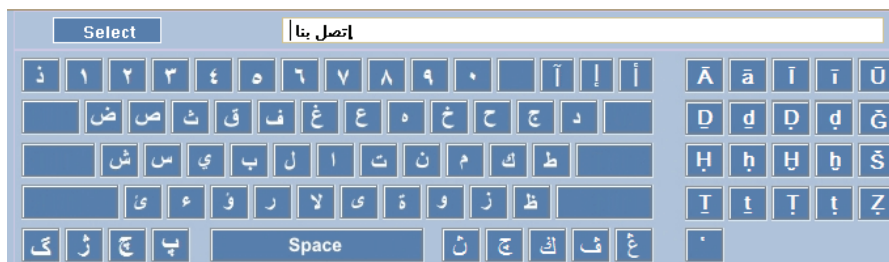 Select إتصل بنا
ذ ١ ٢ ٣ ٤ ٥ ٦ ٧ ٨ ٩ ٠ آ إ أ Ā ā Ī ī Ū
ض ص ث ق ف غ ع ه خ ح ج د Ḏ ḏ Ḍ ḍ Ğ
ش س ي ب ل ا ت ن م ك ط Ḥ ḥ H̱ ẖ Š
ئ ء ؤ ر لا ى ة و ز ظ Ṯ ṯ Ṭ ṭ Ẓ
گ ژ چ پ Space